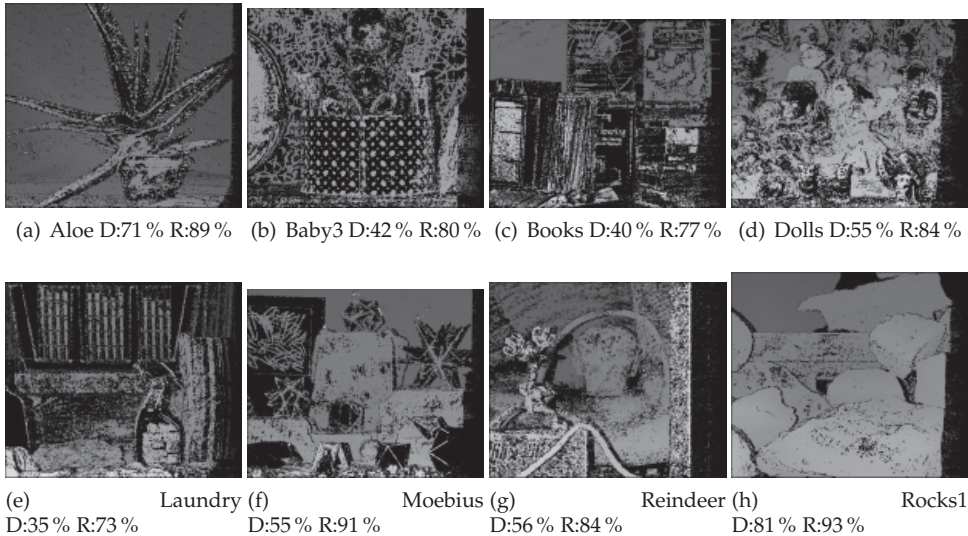 (a) Aloe D:71 % R:89 %
(b) Baby3 D:42 % R:80 %
(c) Books D:40 % R:77 %
(d) Dolls D:55 % R:84 %
(e) Laundry
D:35 % R:73 %
(f) Moebius
D:55 % R:91 %
(g) Reindeer
D:56 % R:84 %
(h) Rocks1
D:81 % R:93 %